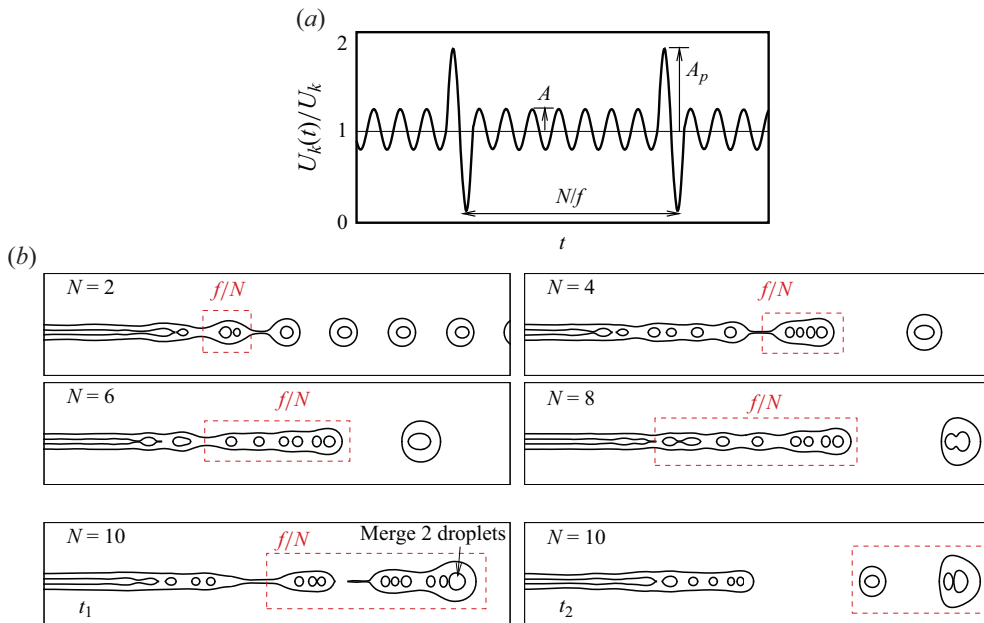 (a)
2
1
0
U_k(t)/U_k
A
A_p
N/f
t
(b)
N = 2
f/N
N = 4
f/N
N = 6
f/N
N = 8
f/N
N = 10
f/N
Merge 2 droplets
t_1
N = 10
t_2